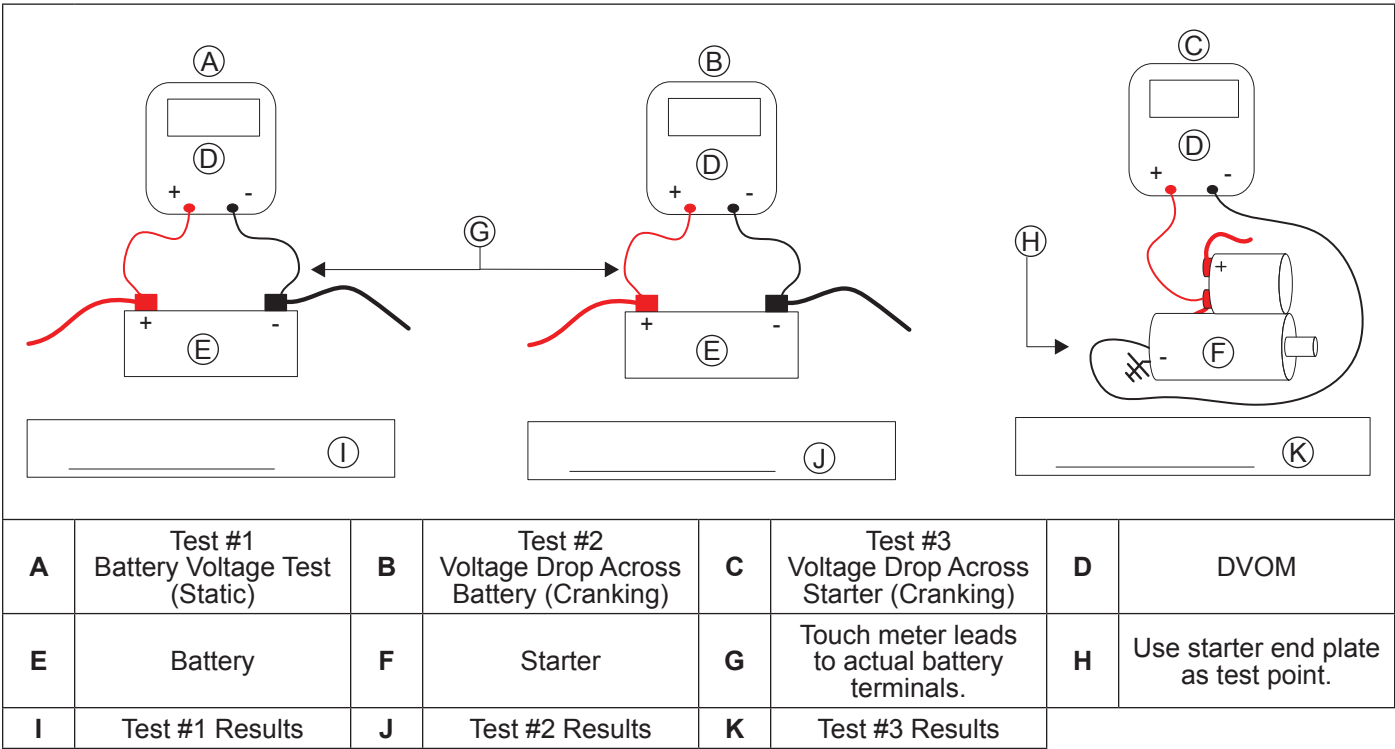 A
B
C
D
D
D
+ -
+ -
+ -
G
H
+
+ -
+ -
E
E
- F
I
J
K
A Test #1 Battery Voltage Test (Static) B Test #2 Voltage Drop Across Battery (Cranking) C Test #3 Voltage Drop Across Starter (Cranking) D DVOM
E Battery F Starter G Touch meter leads to actual battery terminals. H Use starter end plate as test point.
I Test #1 Results J Test #2 Results K Test #3 Results